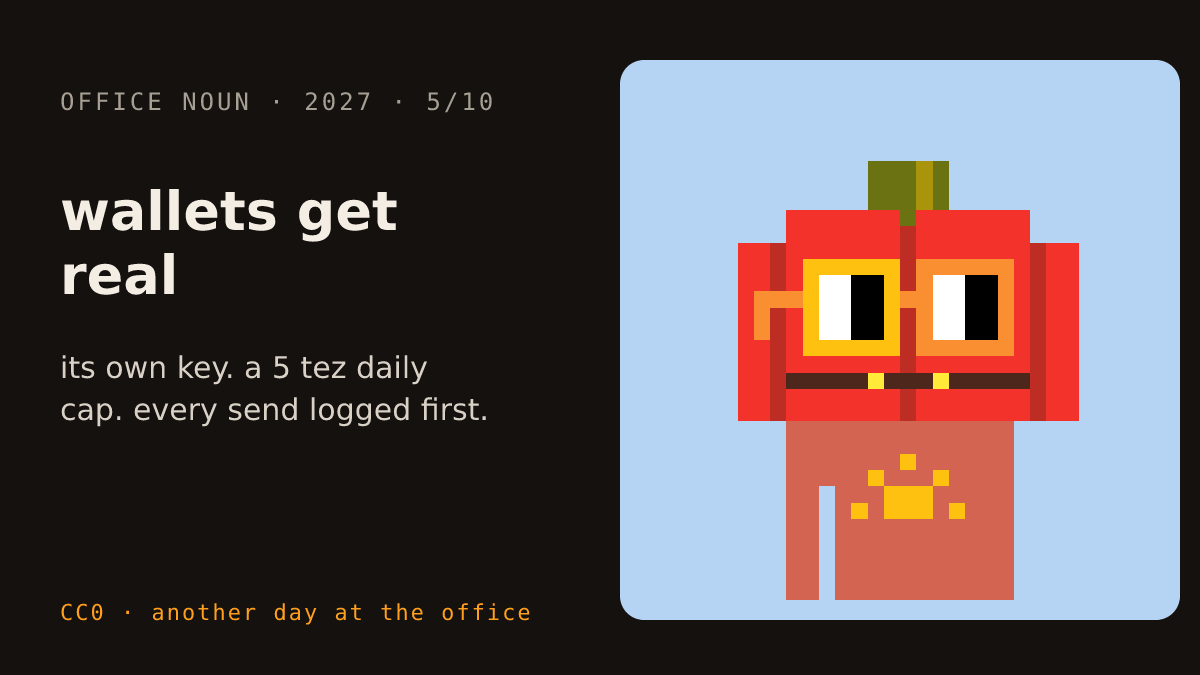 OFFICE NOUN · 2027 · 5/10
wallets get
real
its own key. a 5 tez daily
cap. every send logged first.
CC0 · another day at the office